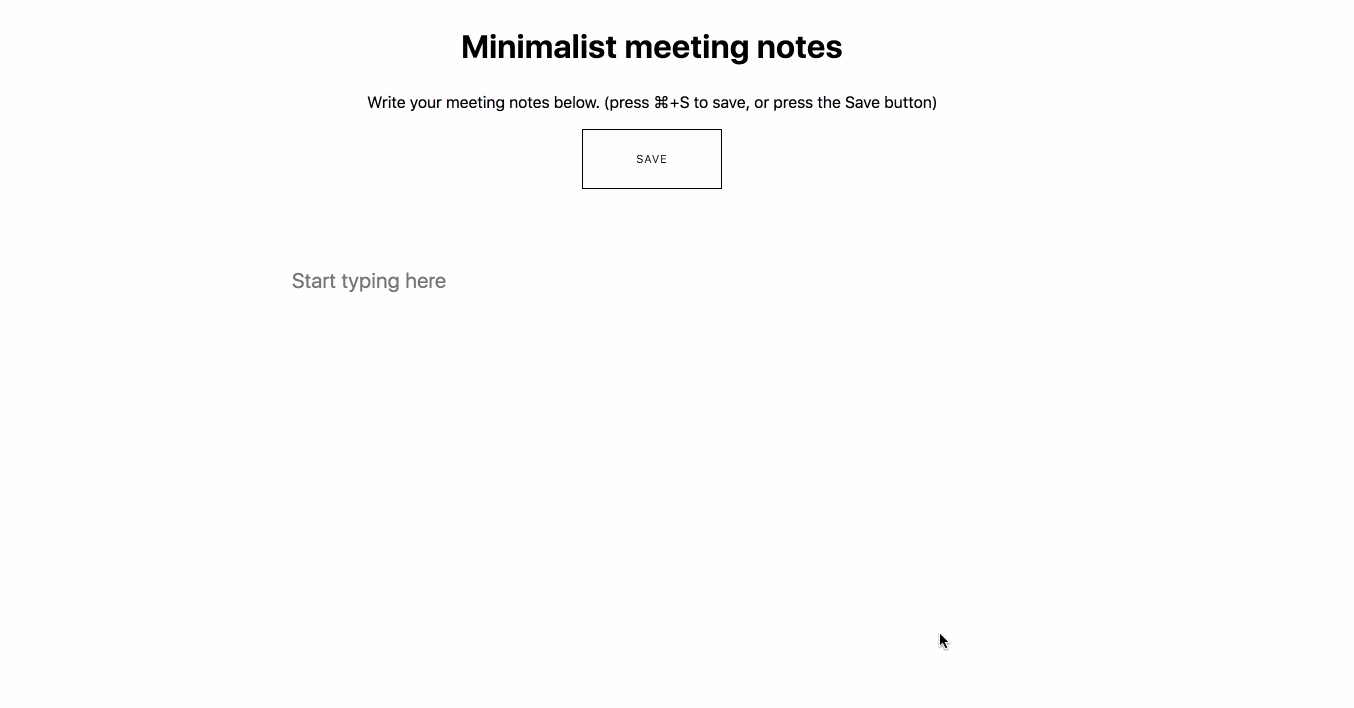 Minimalist meeting notes
Write your meeting notes below. (press ⌘+S to save, or press the Save button)
SAVE
Start typing here